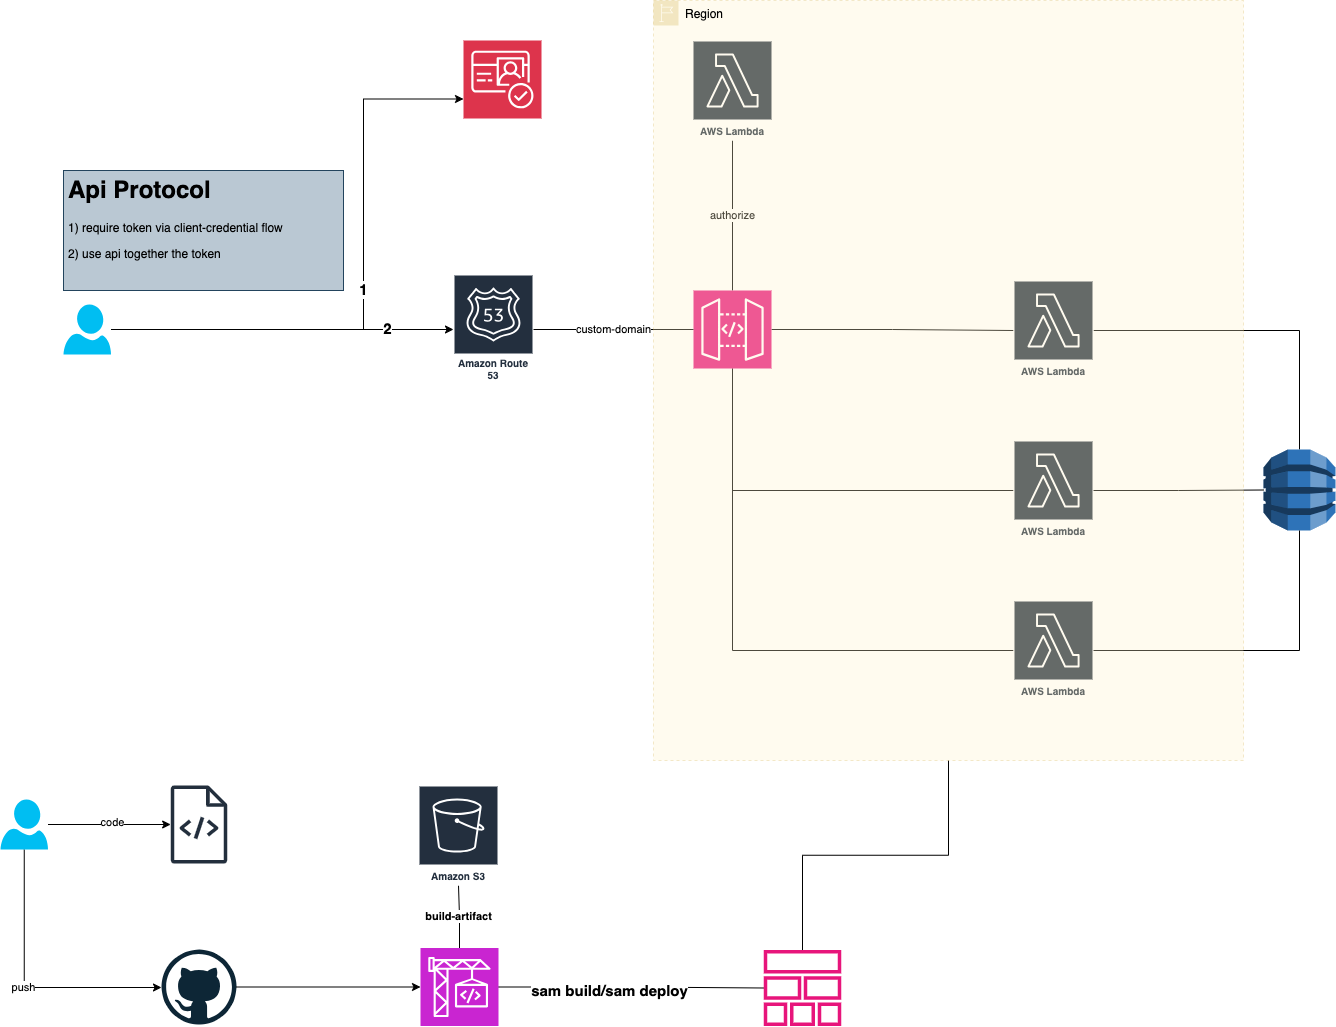 Region
AWS Lambda
authorize
Api Protocol
1) require token via client-credential flow
2) use api together the token
1
2
53
Amazon Route
53
custom-domain
</>
AWS Lambda
AWS Lambda
AWS Lambda
code
</>
Amazon S3
build-artifact
push
</>
sam build/sam deploy